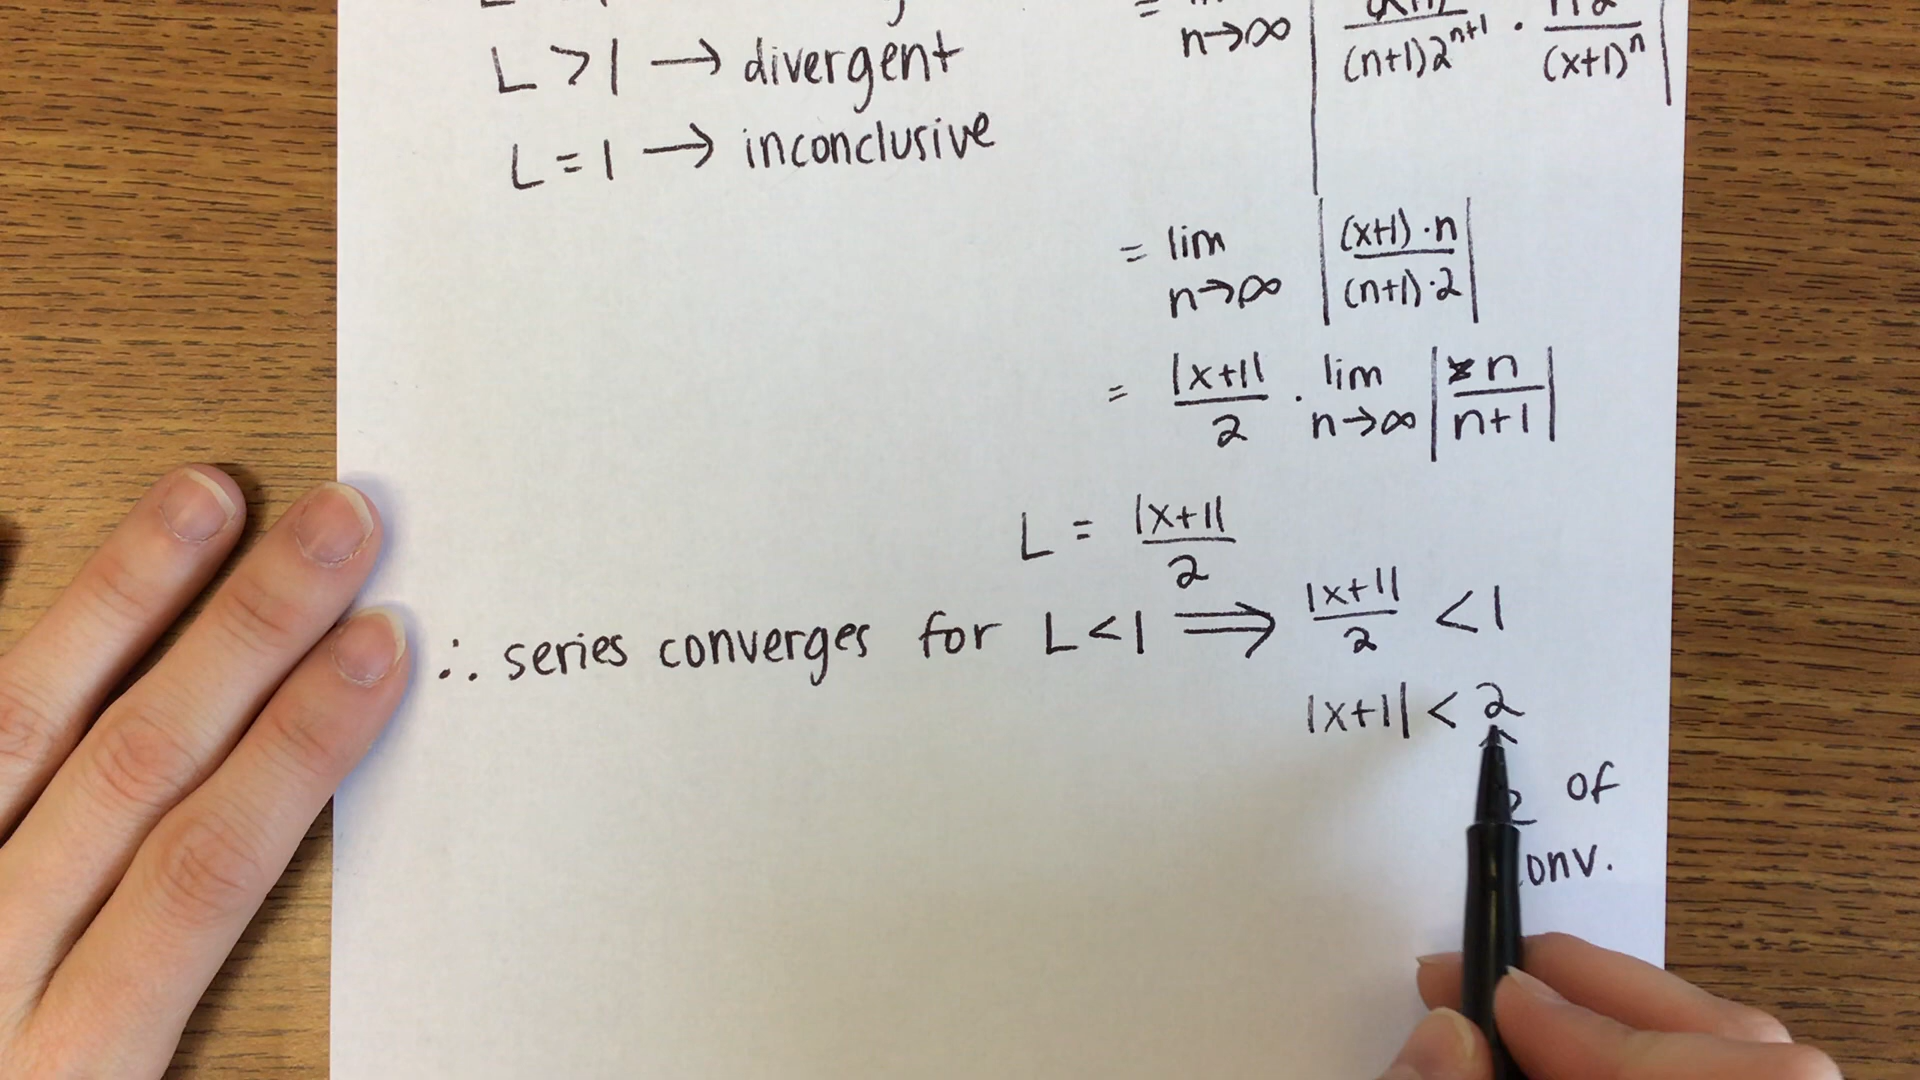 L > 1 → divergent
L = 1 → inconclusive
= lim n→∞ | / (n+1)2^{n+1} · / (x+1)^n |
= lim n→∞ | (x+1)·n / (n+1)·2 |
= |x+1| / 2 · lim n→∞ | n / n+1 |
L = |x+1| / 2
∴ series converges for L < 1 ⟹ |x+1| / 2 < 1
|x+1| < 2
of